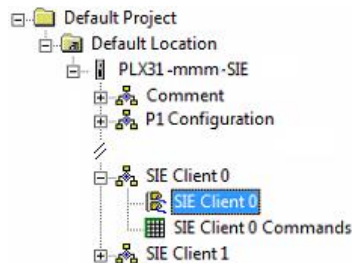 Default Project
Default Location
PLX31-mmm-SIE
Comment
P1 Configuration
SIE Client 0
SIE Client 0
SIE Client 0 Commands
SIE Client 1